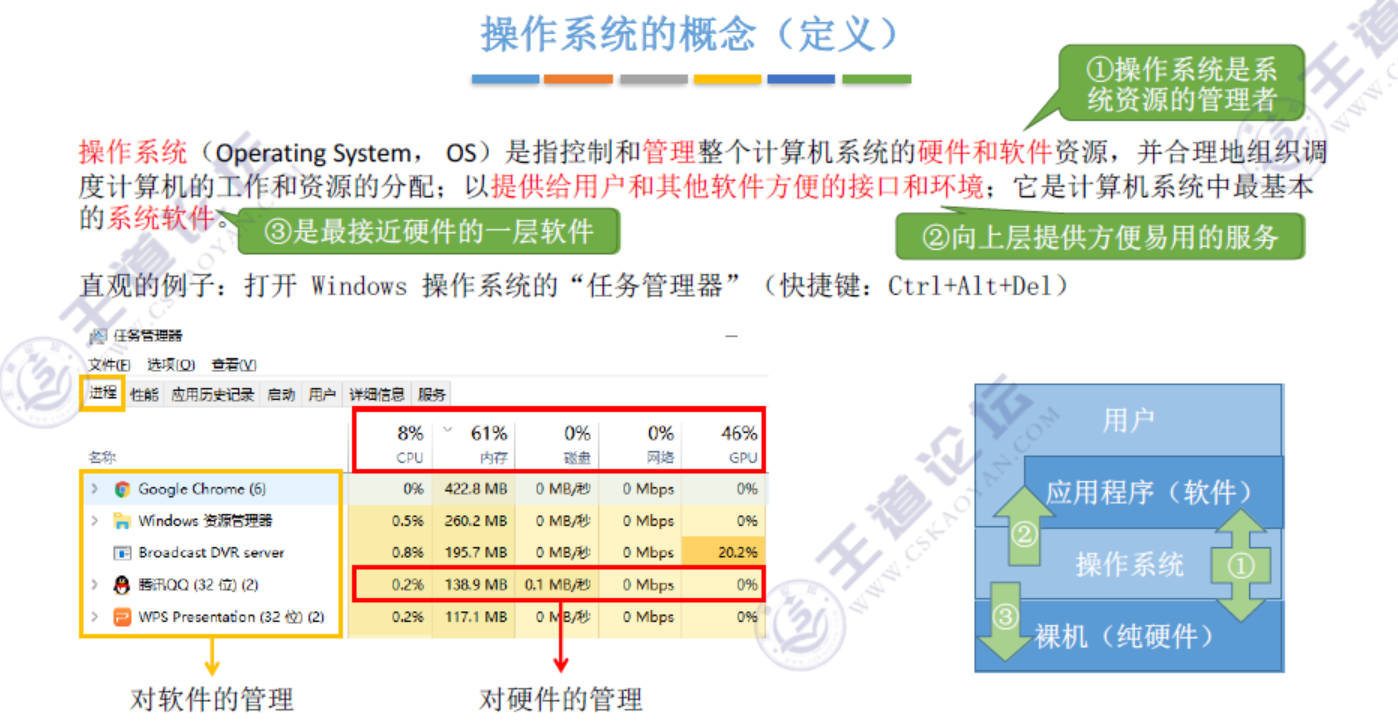 操作系统的概念（定义）
①操作系统是系
统资源的管理者
操作系统（Operating System， OS）是指控制和管理整个计算机系统的硬件和软件资源，并合理地组织调
度计算机的工作和资源的分配；以提供给用户和其他软件方便的接口和环境；它是计算机系统中最基本
的系统软件。
③是最接近硬件的一层软件
②向上层提供方便易用的服务
直观的例子：打开 Windows 操作系统的“任务管理器”（快捷键：Ctrl+Alt+Del）
任务管理器
文件(F) 选项(O) 查看(V)
进程 性能 应用历史记录 启动 用户 详细信息 服务
8% 61% 0% 0% 46%
名称 CPU 内存 磁盘 网络 GPU
Google Chrome (6) 0% 422.8 MB 0 MB/秒 0 Mbps 0%
Windows 资源管理器 0.5% 260.2 MB 0 MB/秒 0 Mbps 0%
Broadcast DVR server 0.8% 195.7 MB 0 MB/秒 0 Mbps 20.2%
腾讯QQ (32 位) (2) 0.2% 138.9 MB 0.1 MB/秒 0 Mbps 0%
WPS Presentation (32 位) (2) 0.2% 117.1 MB 0 MB/秒 0 Mbps 0%
对软件的管理
对硬件的管理
用户
应用程序（软件）
②
操作系统
①
③
裸机（纯硬件）
王道论坛
WWW.CSKAOYAN.COM